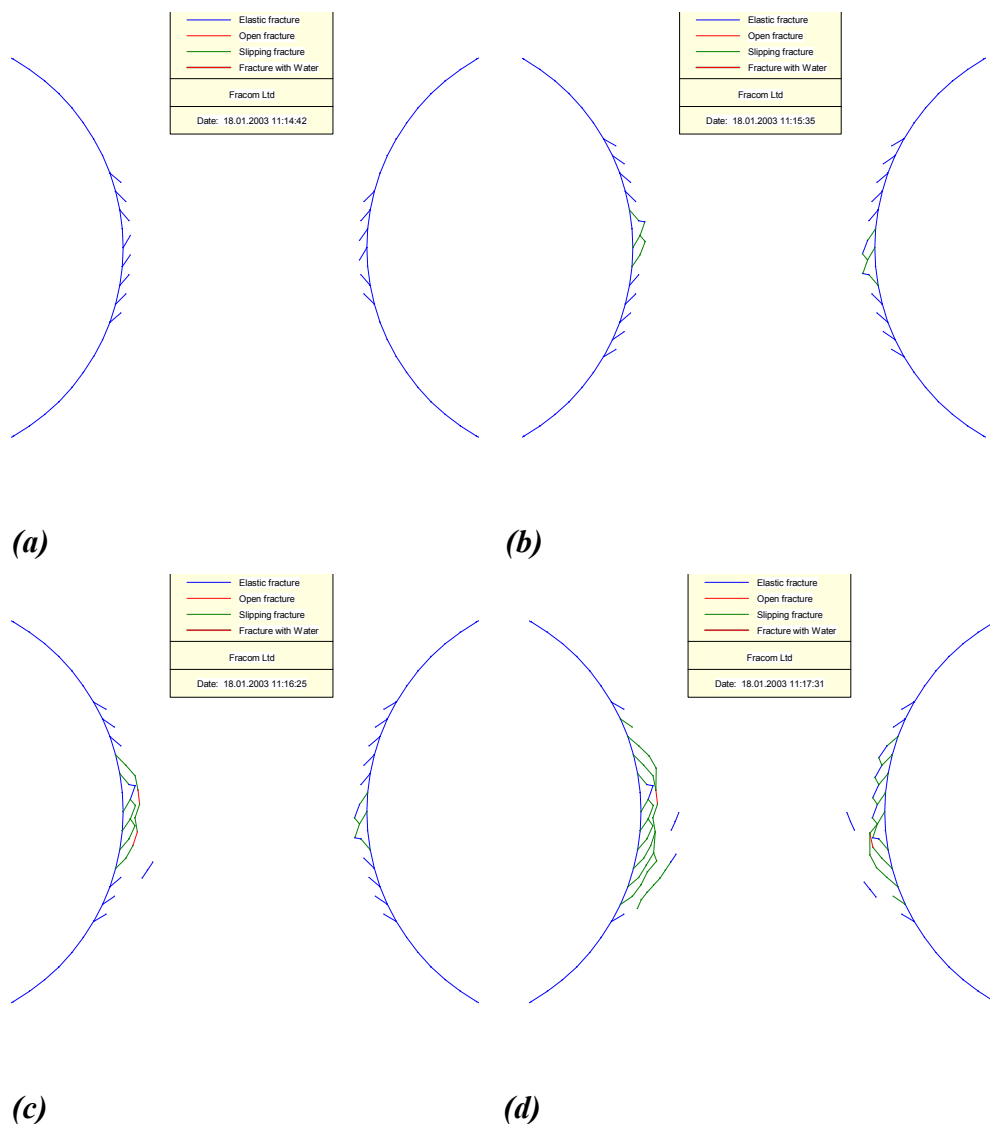 Elastic fracture
Open fracture
Slipping fracture
Fracture with Water
Fracom Ltd
Date: 18.01.2003 11:14:42
(a)
Elastic fracture
Open fracture
Slipping fracture
Fracture with Water
Fracom Ltd
Date: 18.01.2003 11:15:35
(b)
Elastic fracture
Open fracture
Slipping fracture
Fracture with Water
Fracom Ltd
Date: 18.01.2003 11:16:25
(c)
Elastic fracture
Open fracture
Slipping fracture
Fracture with Water
Fracom Ltd
Date: 18.01.2003 11:17:31
(d)